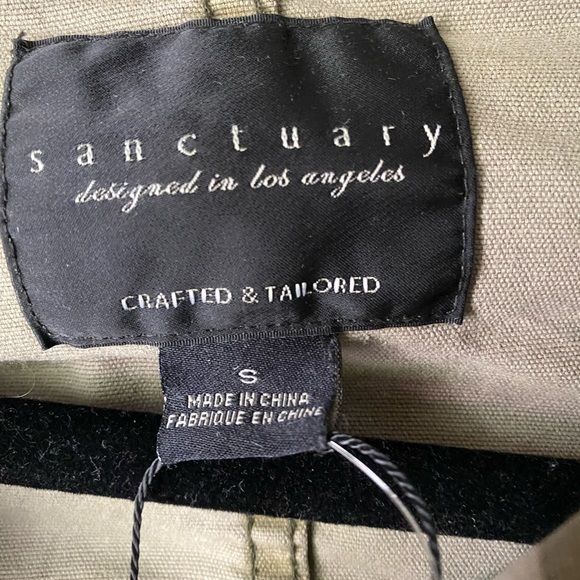 sanctuary
designed in los angeles
CRAFTED & TAILORED
S
MADE IN CHINA
FABRIQUE EN CHINE